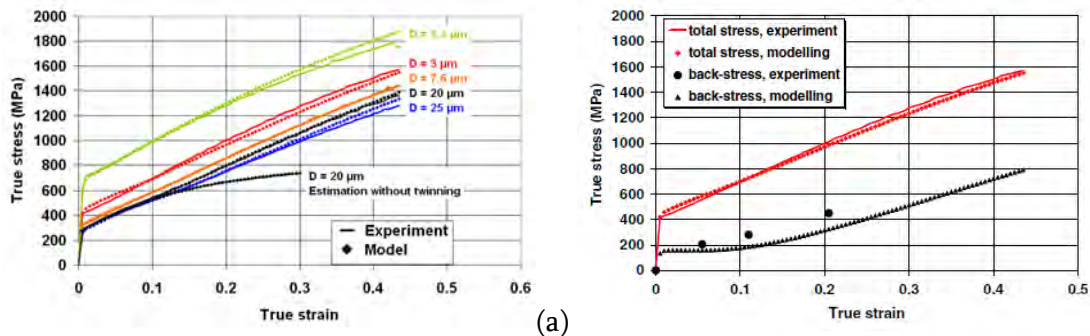 True stress (MPa)
2000
1800
1600
1400
1200
1000
800
600
400
200
0
D = 3 µm
D = 7.6 µm
D = 20 µm
D = 25 µm
D = 20 µm
Estimation without twinning
Experiment
Model
0 0.1 0.2 0.3 0.4 0.5 0.6
True strain
(a)
True stress (MPa)
2000
1800
1600
1400
1200
1000
800
600
400
200
0
total stress, experiment
total stress, modelling
back-stress, experiment
back-stress, modelling
0 0.1 0.2 0.3 0.4 0.5
True strain